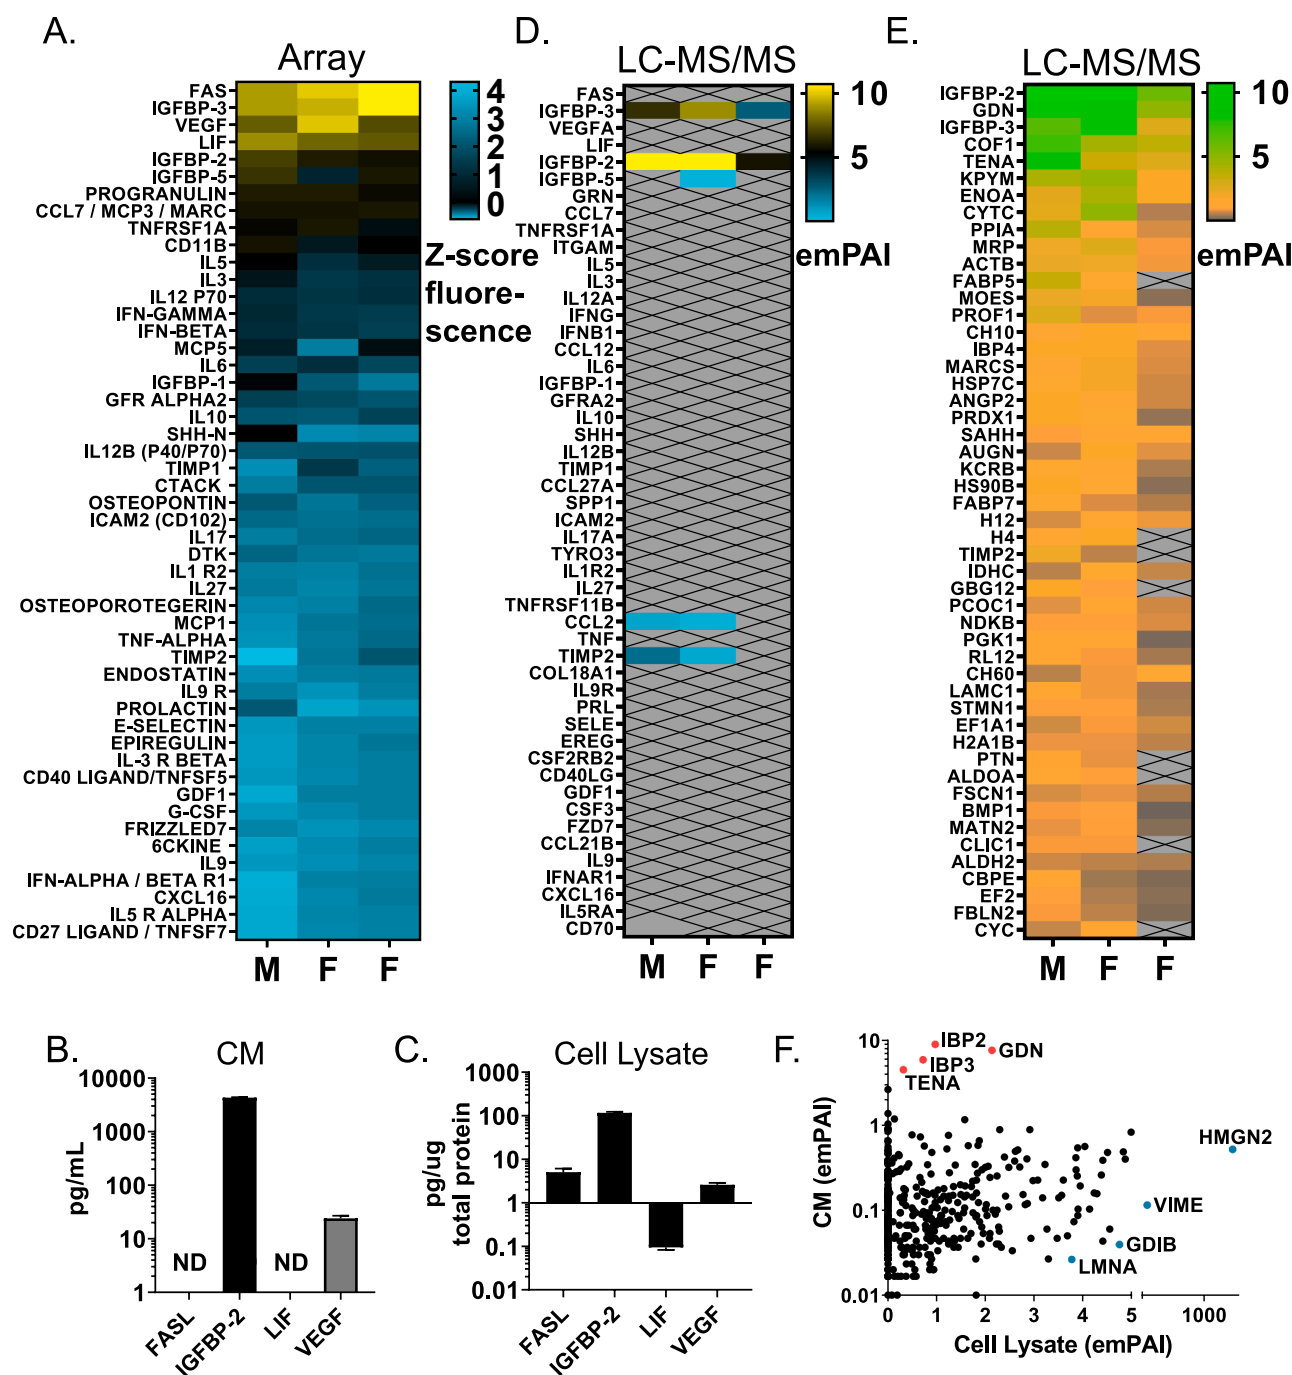 A.
Array
FAS
IGFBP-3
VEGF
LIF
IGFBP-2
IGFBP-5
PROGRANULIN
CCL7 / MCP3 / MARC
TNFRSF1A
CD11B
IL5
IL3
IL12 P70
IFN-GAMMA
IFN-BETA
MCP5
IL6
IGFBP-1
GFR ALPHA2
IL10
SHH-N
IL12B (P40/P70)
TIMP1
CTACK
OSTEOPONTIN
ICAM2 (CD102)
IL17
DTK
IL1 R2
IL27
OSTEOPOROTEGERIN
MCP1
TNF-ALPHA
TIMP2
ENDOSTATIN
IL9 R
PROLACTIN
E-SELECTIN
EPIREGULIN
IL-3 R BETA
CD40 LIGAND/TNFSF5
GDF1
G-CSF
FRIZZLED7
6CKINE
IL9
IFN-ALPHA / BETA R1
CXCL16
IL5 R ALPHA
CD27 LIGAND / TNFSF7
M F F
4
3
2
1
0
Z-score
fluore-
scence
D.
LC-MS/MS
FAS
IGFBP-3
VEGFA
LIF
IGFBP-2
IGFBP-5
GRN
CCL7
TNFRSF1A
ITGAM
IL5
IL3
IL12A
IFNG
IFNB1
CCL12
IL6
IGFBP-1
GFRA2
IL10
SHH
IL12B
TIMP1
CCL27A
SPP1
ICAM2
IL17A
TYRO3
IL1R2
IL27
TNFRSF11B
CCL2
TNF
TIMP2
COL18A1
IL9R
PRL
SELE
EREG
CSF2RB2
CD40LG
GDF1
CSF3
FZD7
CCL21B
IL9
IFNAR1
CXCL16
IL5RA
CD70
M F F
10
5
emPAI
E.
LC-MS/MS
IGFBP-2
GDN
IGFBP-3
COF1
TENA
KPYM
ENOA
CYTC
PPIA
MRP
ACTB
FABP5
MOES
PROF1
CH10
IBP4
MARCS
HSP7C
ANGP2
PRDX1
SAHH
AUGN
KCRB
HS90B
FABP7
H12
H4
TIMP2
IDHC
GBG12
PCOC1
NDKB
PGK1
RL12
CH60
LAMC1
STMN1
EF1A1
H2A1B
PTN
ALDOA
FSCN1
BMP1
MATN2
CLIC1
ALDH2
CBPE
EF2
FBLN2
CYC
M F F
10
5
emPAI
B.
CM
pg/mL
10000
1000
100
10
1
ND
ND
FASL
IGFBP-2
LIF
VEGF
C.
Cell Lysate
pg/ug
total protein
1000
100
10
1
0.1
0.01
FASL
IGFBP-2
LIF
VEGF
F.
CM (emPAI)
10
1
0.1
0.01
IBP2
GDN
IBP3
TENA
HMGN2
VIME
GDIB
LMNA
0 1 2 3 4 5 1000
Cell Lysate (emPAI)